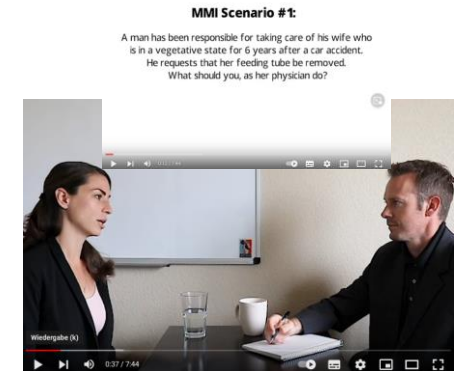 MMI Scenario #1:
A man has been responsible for taking care of his wife who
is in a vegetative state for 6 years after a car accident.
He requests that her feeding tube be removed.
What should you, as her physician do?
Wiedergabe (k)
0:37 / 7:44